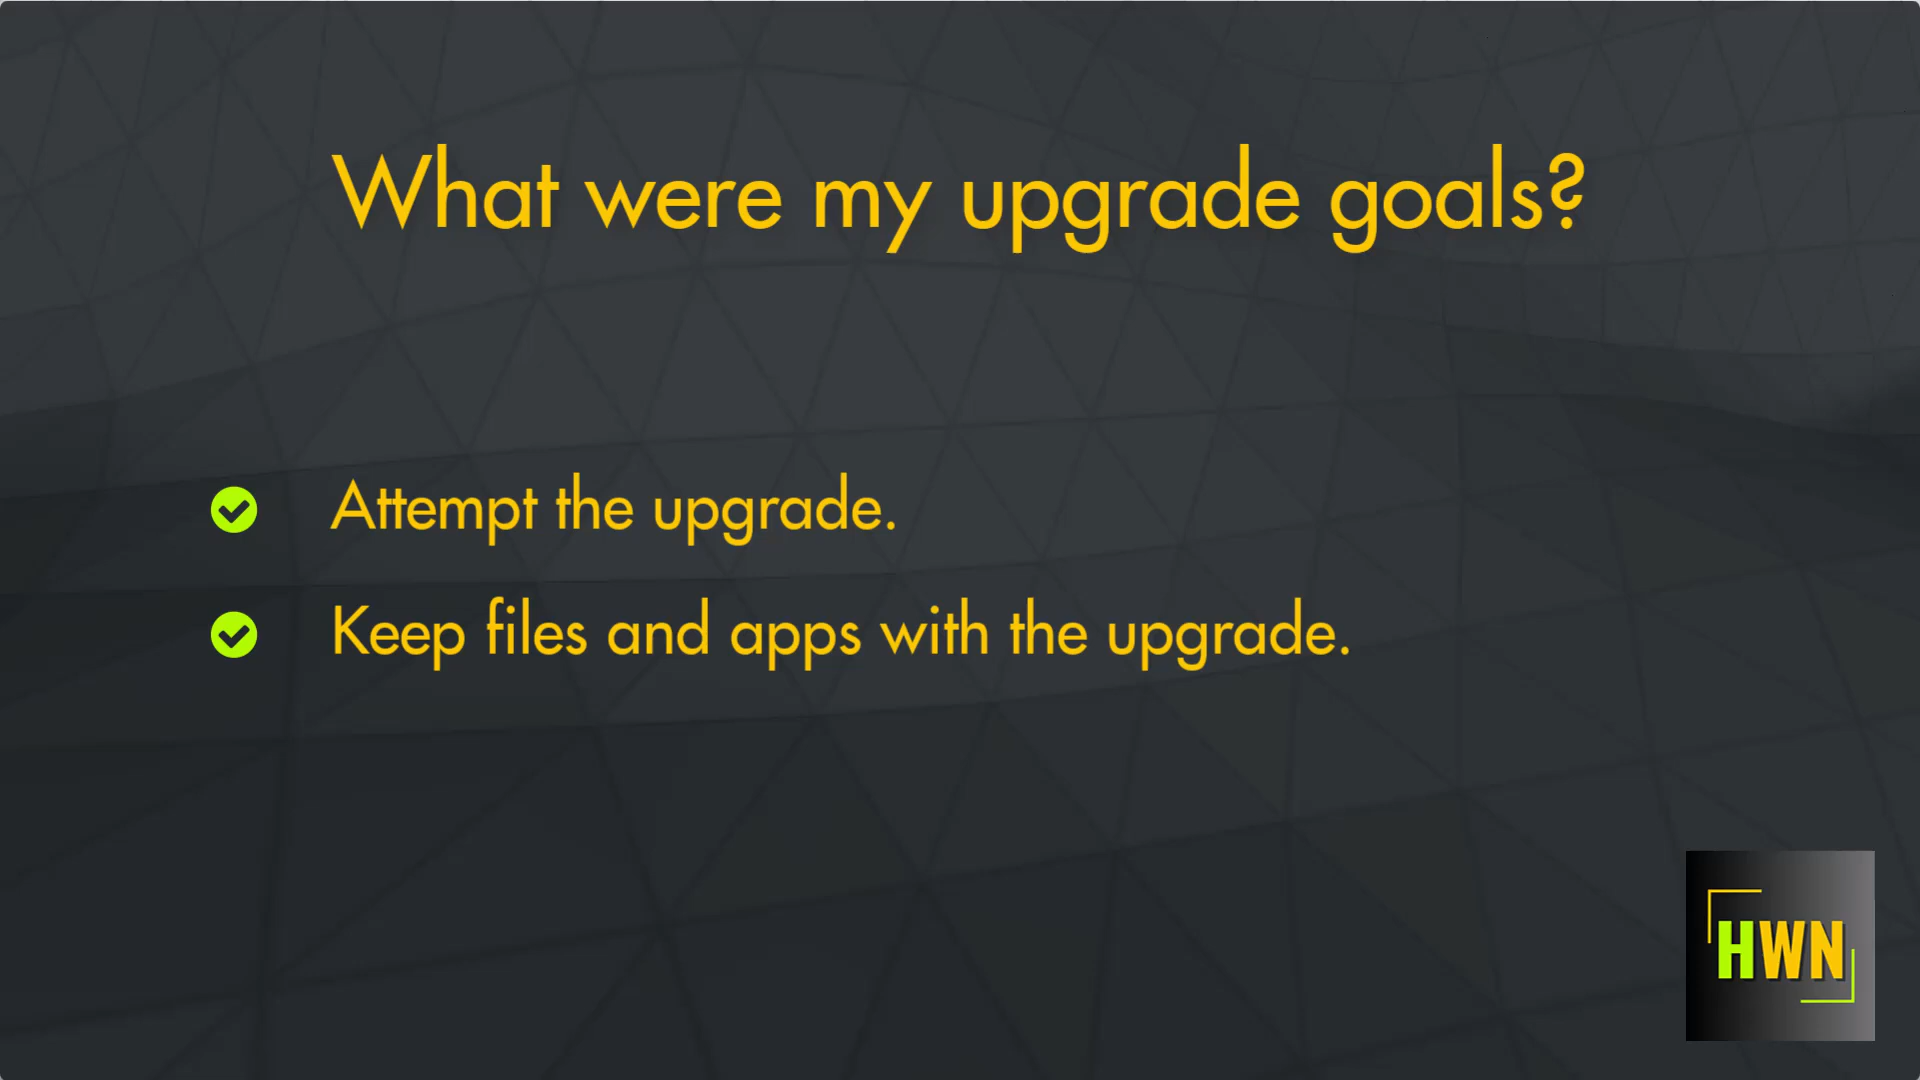 What were my upgrade goals?
Attempt the upgrade.
Keep files and apps with the upgrade.
HWN